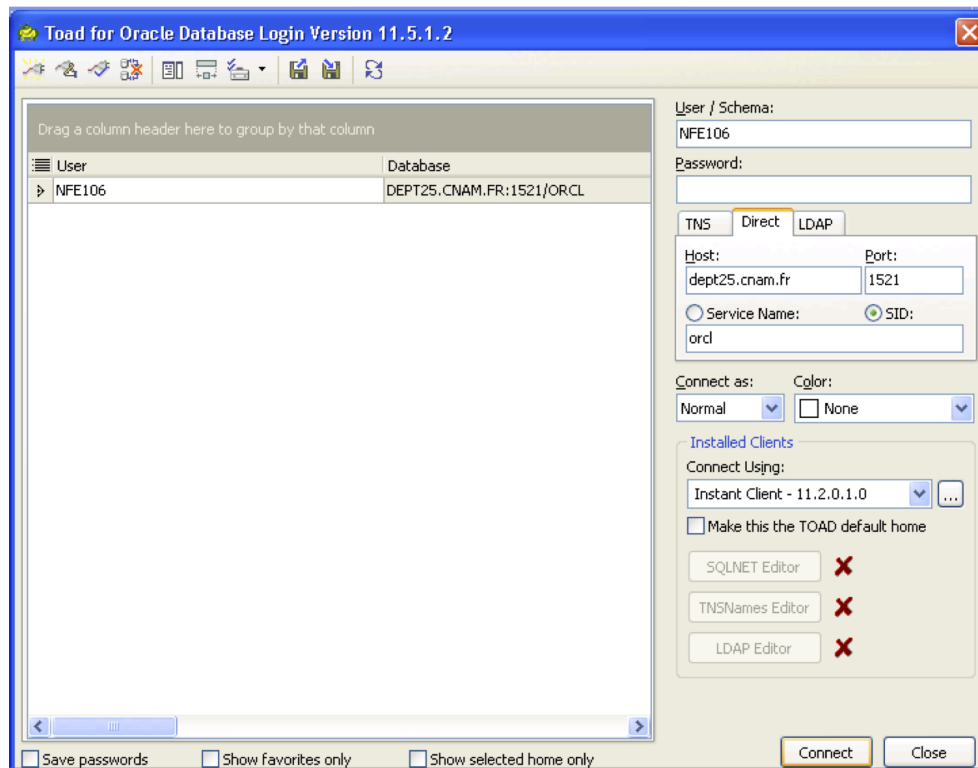 Toad for Oracle Database Login Version 11.5.1.2
Drag a column header here to group by that column
User Database
NFE106 DEPT25.CNAM.FR:1521/ORCL
Save passwords Show favorites only Show selected home only
User / Schema:
NFE106
Password:
TNS Direct LDAP
Host: Port:
dept25.cnam.fr 1521
Service Name: SID:
orcl
Connect as: Color:
Normal None
Installed Clients
Connect Using:
Instant Client - 11.2.0.1.0 ...
Make this the TOAD default home
SQLNET Editor
TNSNames Editor
LDAP Editor
Connect Close